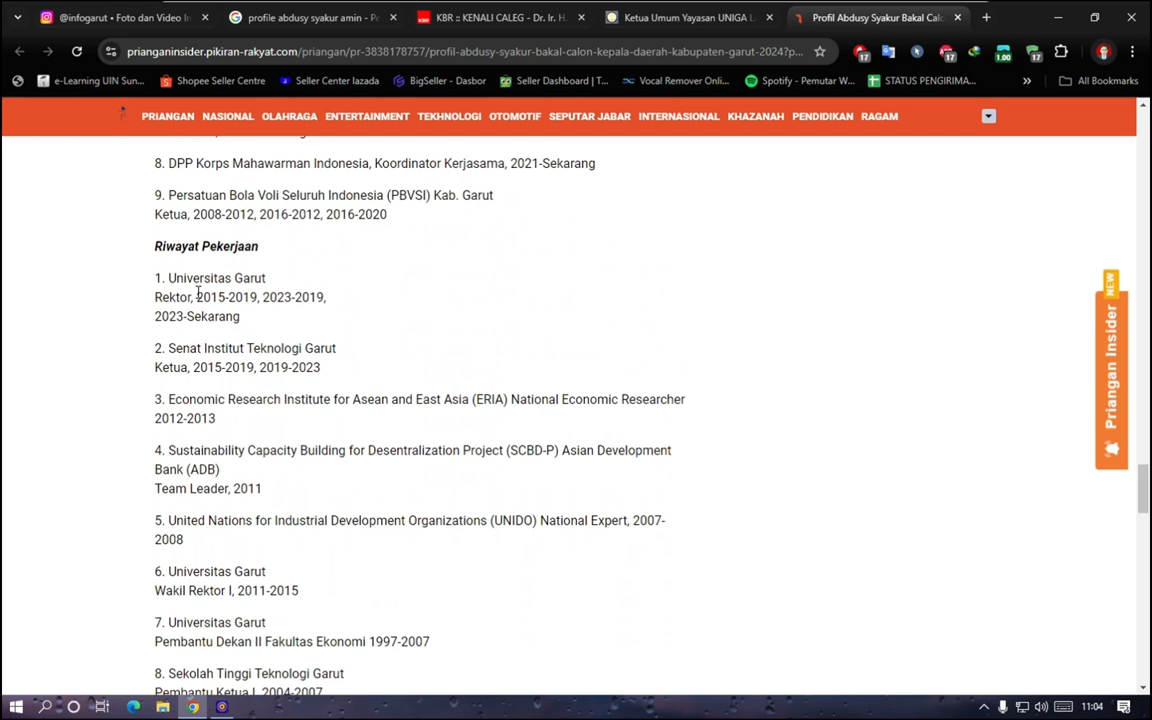 @infogarut • Foto dan Video In
profile abdusy syakur amin - Pe
KBR :: KENALI CALEG - Dr. Ir. H
Ketua Umum Yayasan UNIGA L
Profil Abdusy Syakur Bakal Calo
prianganinsider.pikiran-rakyat.com/priangan/pr-3838178757/profil-abdusy-syakur-bakal-calon-kepala-daerah-kabupaten-garut-2024?p...
17
17
1.00
17
e-Learning UIN Sun...
Shopee Seller Centre
Seller Center lazada
BigSeller - Dasbor
Seller Dashboard | T...
Vocal Remover Onli...
Spotify - Pemutar W...
STATUS PENGIRIMA...
»
All Bookmarks
PRIANGAN NASIONAL OLAHRAGA ENTERTAINMENT TEKHNOLOGI OTOMOTIF SEPUTAR JABAR INTERNASIONAL KHAZANAH PENDIDIKAN RAGAM
8. DPP Korps Mahawarman Indonesia, Koordinator Kerjasama, 2021-Sekarang
9. Persatuan Bola Voli Seluruh Indonesia (PBVSI) Kab. Garut
Ketua, 2008-2012, 2016-2012, 2016-2020
Riwayat Pekerjaan
1. Universitas Garut
Rektor, 2015-2019, 2023-2019,
2023-Sekarang
2. Senat Institut Teknologi Garut
Ketua, 2015-2019, 2019-2023
3. Economic Research Institute for Asean and East Asia (ERIA) National Economic Researcher
2012-2013
4. Sustainability Capacity Building for Desentralization Project (SCBD-P) Asian Development
Bank (ADB)
Team Leader, 2011
5. United Nations for Industrial Development Organizations (UNIDO) National Expert, 2007-
2008
6. Universitas Garut
Wakil Rektor I, 2011-2015
7. Universitas Garut
Pembantu Dekan II Fakultas Ekonomi 1997-2007
8. Sekolah Tinggi Teknologi Garut
Pembantu Ketua I, 2004-2007
NEW
Priangan Insider
11:04